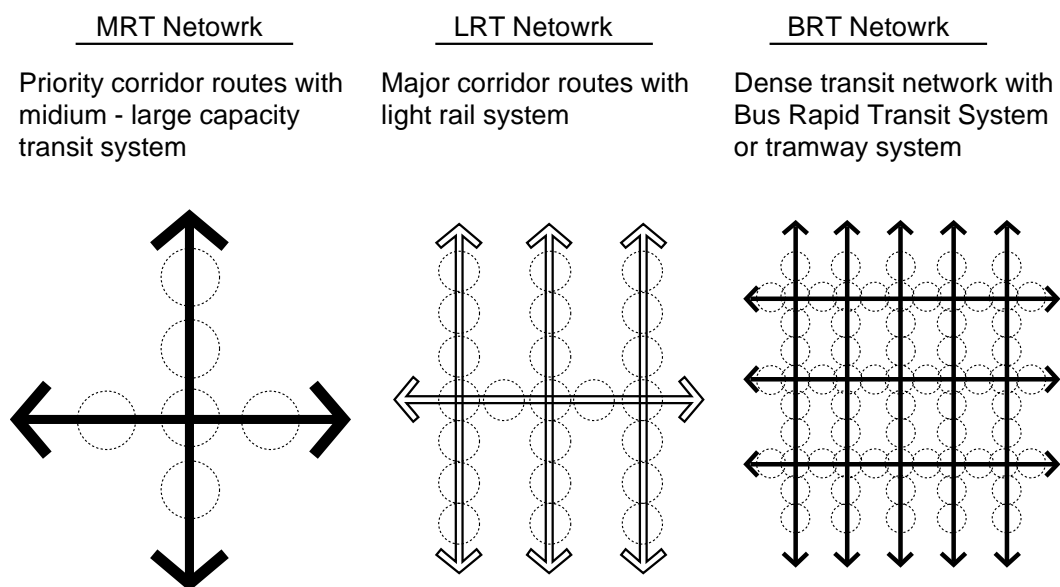 MRT Netowrk
Priority corridor routes with
midium - large capacity
transit system
LRT Netowrk
Major corridor routes with
light rail system
BRT Netowrk
Dense transit network with
Bus Rapid Transit System
or tramway system